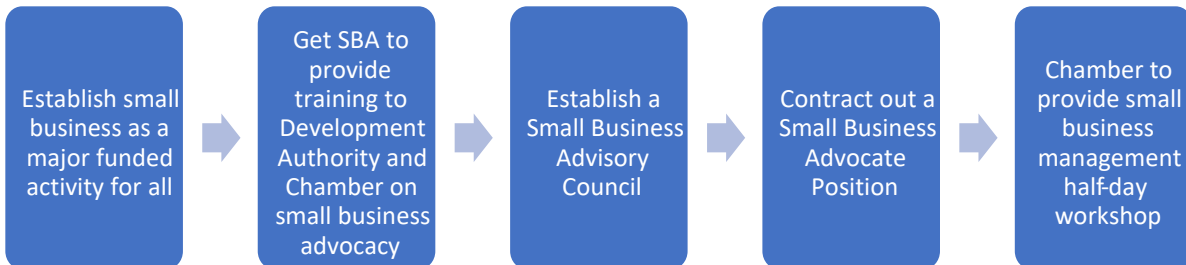 Establish small
business as a
major funded
activity for all
Get SBA to
provide
training to
Development
Authority and
Chamber on
small business
advocacy
Establish a
Small Business
Advisory
Council
Contract out a
Small Business
Advocate
Position
Chamber to
provide small
business
management
half-day
workshop